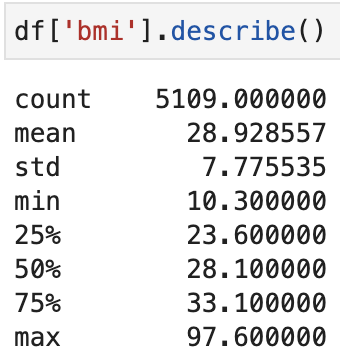 df['bmi'].describe()
count 5109.000000
mean 28.928557
std 7.775535
min 10.300000
25% 23.600000
50% 28.100000
75% 33.100000
max 97.600000